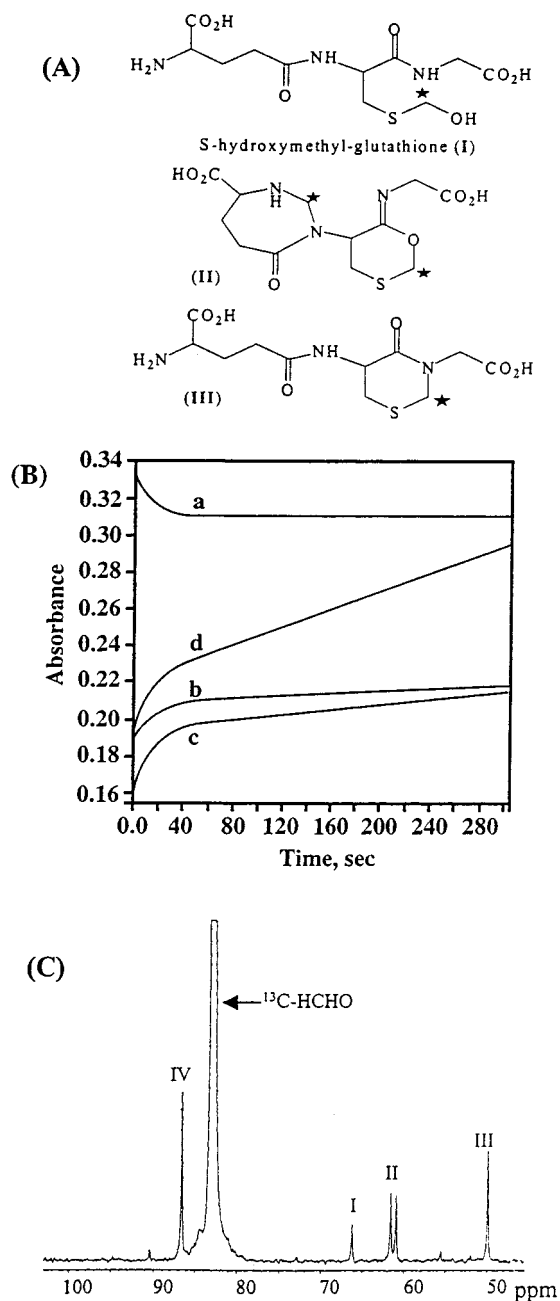 (A)
CO₂H
H₂N
O
NH
O
NH
CO₂H
S
★
OH
S-hydroxymethyl-glutathione (I)
HO₂C
N
H
★
N
CO₂H
N
O
O
S
★
(II)
CO₂H
H₂N
O
NH
O
N
CO₂H
S
★
(III)
(B)
0.34
0.32
0.30
0.28
0.26
0.24
0.22
0.20
0.18
0.16
Absorbance
a
d
b
c
0.0 40 80 120 160 200 240 280
Time, sec
(C)
¹³C-HCHO
IV
I
II
III
100 90 80 70 60 50 ppm